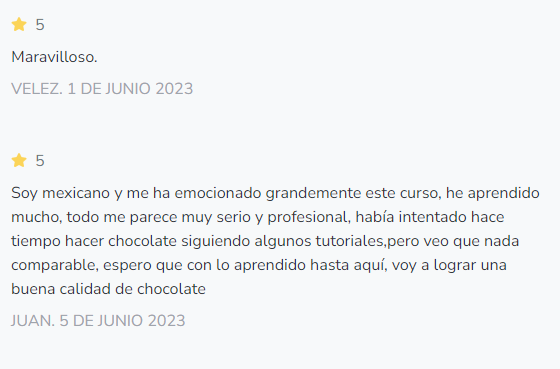 5
Maravilloso.
VELEZ. 1 DE JUNIO 2023
5
Soy mexicano y me ha emocionado grandemente este curso, he aprendido
mucho, todo me parece muy serio y profesional, había intentado hace
tiempo hacer chocolate siguiendo algunos tutoriales,pero veo que nada
comparable, espero que con lo aprendido hasta aquí, voy a lograr una
buena calidad de chocolate
JUAN. 5 DE JUNIO 2023